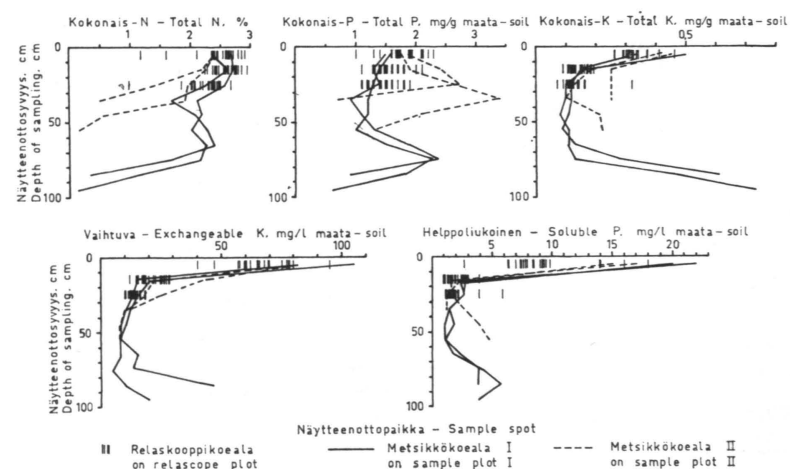 Kokonais-N – Total N. %
1 2 3
Kokonais-P – Total P. mg/g maata-soil
1 2 3
Kokonais-K – Total K. mg/g maata-soil
0,5
Näytteenottosyvyys. cm
Depth of sampling. cm
0
50
100
0
50
100
0
50
100
Vaihtuva – Exchangeable K. mg/l maata-soil
50 100
Helppoliukoinen – Soluble P. mg/l maata-soil
5 10 15 20
Näytteenottosyvyys. cm
Depth of sampling. cm
0
50
100
0
50
100
Näytteenottopaikka – Sample spot
Relaskooppikoeala
on relascope plot
Metsikkökoeala I
on sample plot I
Metsikkökoeala II
on sample plot II